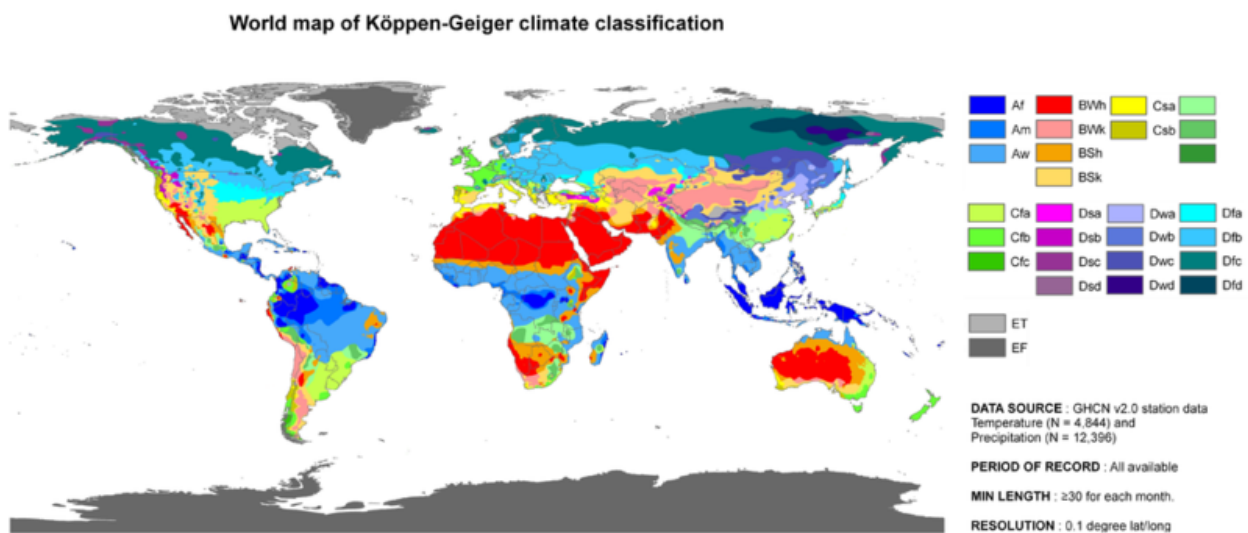 World map of Köppen-Geiger climate classification
Af BWh Csa
Am BWk Csb
Aw BSh
BSk
Cfa Dsa Dwa Dfa
Cfb Dsb Dwb Dfb
Cfc Dsc Dwc Dfc
Dsd Dwd Dfd
ET
EF
DATA SOURCE : GHCN v2.0 station data
Temperature (N = 4,844) and
Precipitation (N = 12,396)
PERIOD OF RECORD : All available
MIN LENGTH : ≥30 for each month.
RESOLUTION : 0.1 degree lat/long